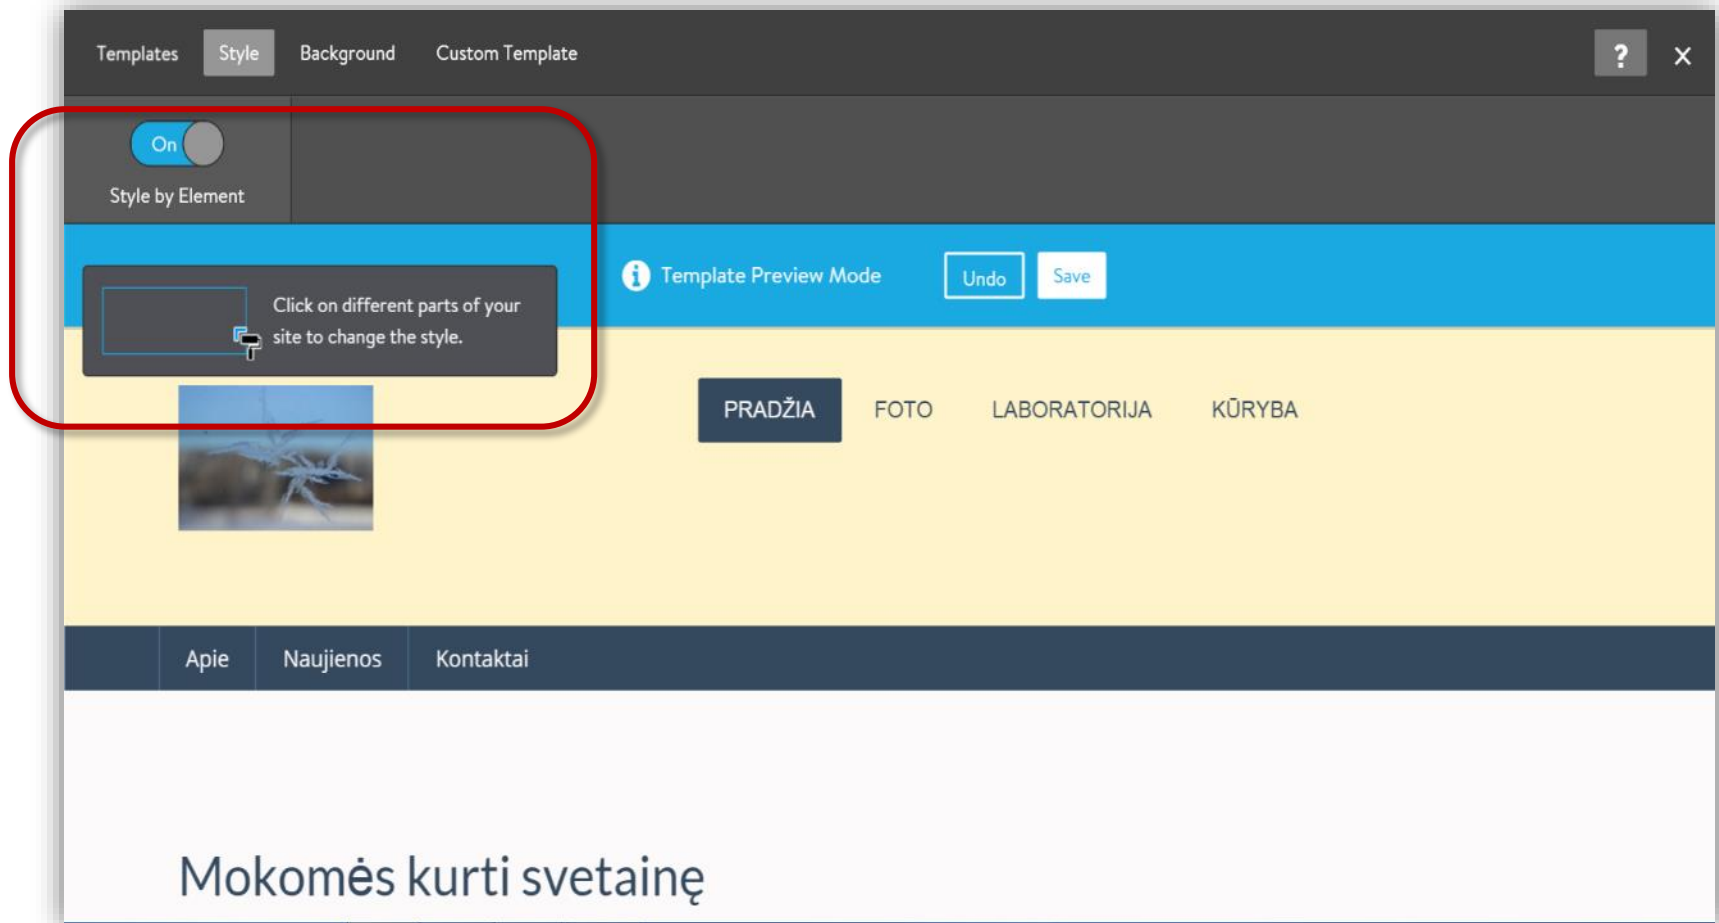 Templates Style Background Custom Template ? X
On
Style by Element
Template Preview Mode Undo Save
Click on different parts of your
site to change the style.
PRADŽIA FOTO LABORATORIJA KŪRYBA
Apie Naujienos Kontaktai
Mokomės kurti svetainę